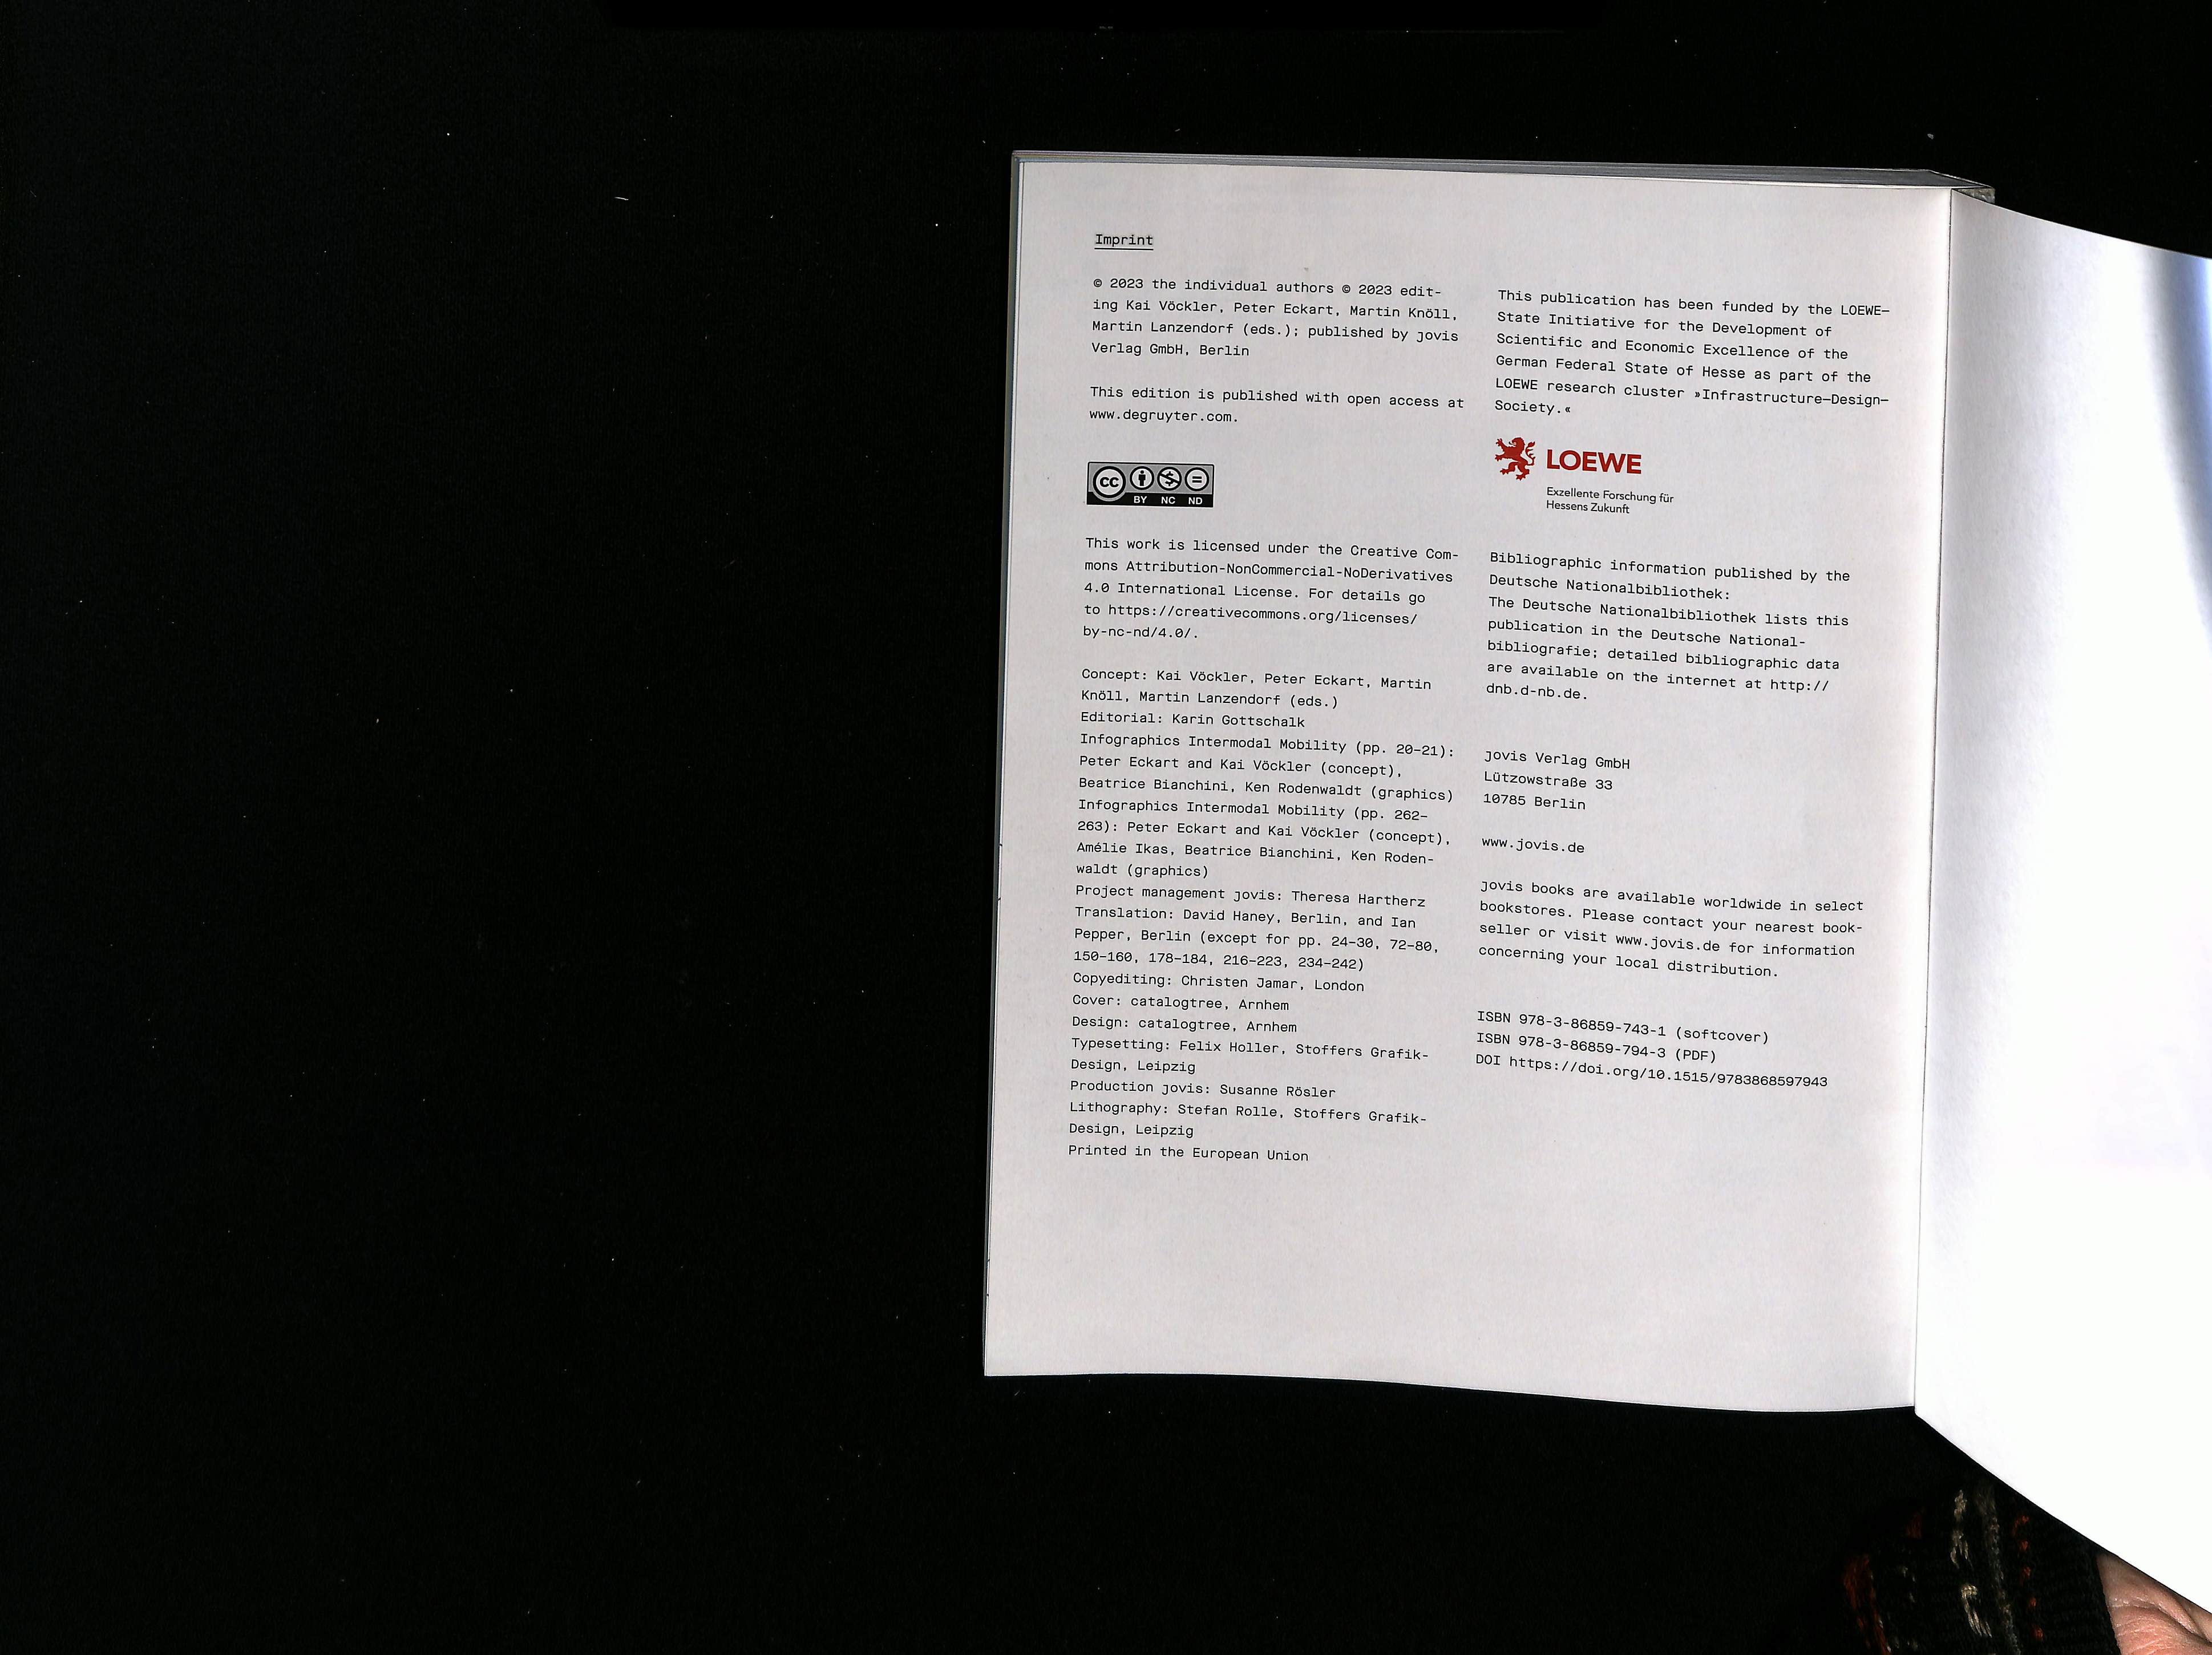 Imprint
© 2023 the individual authors © 2023 edit-
ing Kai Vöckler, Peter Eckart, Martin Knöll,
Martin Lanzendorf (eds.); published by jovis
Verlag GmbH, Berlin
This edition is published with open access at
www.degruyter.com.
cc
BY NC ND
This work is licensed under the Creative Com-
mons Attribution-NonCommercial-NoDerivatives
4.0 International License. For details go
to https://creativecommons.org/licenses/
by-nc-nd/4.0/.
Concept: Kai Vöckler, Peter Eckart, Martin
Knöll, Martin Lanzendorf (eds.)
Editorial: Karin Gottschalk
Infographics Intermodal Mobility (pp. 20–21):
Peter Eckart and Kai Vöckler (concept),
Beatrice Bianchini, Ken Rodenwaldt (graphics)
Infographics Intermodal Mobility (pp. 262–
263): Peter Eckart and Kai Vöckler (concept),
Amélie Ikas, Beatrice Bianchini, Ken Roden-
waldt (graphics)
Project management jovis: Theresa Hartherz
Translation: David Haney, Berlin, and Ian
Pepper, Berlin (except for pp. 24–30, 72–80,
150–160, 178–184, 216–223, 234–242)
Copyediting: Christen Jamar, London
Cover: catalogtree, Arnhem
Design: catalogtree, Arnhem
Typesetting: Felix Holler, Stoffers Grafik-
Design, Leipzig
Production jovis: Susanne Rösler
Lithography: Stefan Rolle, Stoffers Grafik-
Design, Leipzig
Printed in the European Union
This publication has been funded by the LOEWE–
State Initiative for the Development of
Scientific and Economic Excellence of the
German Federal State of Hesse as part of the
LOEWE research cluster »Infrastructure–Design–
Society.«
LOEWE
Exzellente Forschung für
Hessens Zukunft
Bibliographic information published by the
Deutsche Nationalbibliothek:
The Deutsche Nationalbibliothek lists this
publication in the Deutsche National-
bibliografie; detailed bibliographic data
are available on the internet at http://
dnb.d-nb.de.
jovis Verlag GmbH
Lützowstraße 33
10785 Berlin
www.jovis.de
jovis books are available worldwide in select
bookstores. Please contact your nearest book-
seller or visit www.jovis.de for information
concerning your local distribution.
ISBN 978-3-86859-743-1 (softcover)
ISBN 978-3-86859-794-3 (PDF)
DOI https://doi.org/10.1515/9783868597943